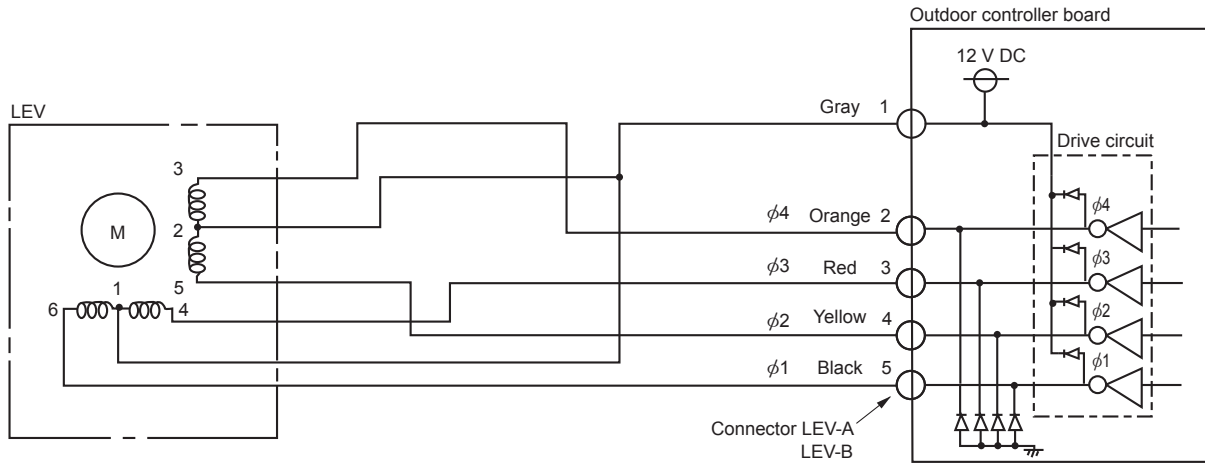 Outdoor controller board
12 V DC
LEV
Gray 1
Drive circuit
3
ϕ4 Orange 2
ϕ4
M
2
ϕ3 Red 3
ϕ3
5
1
6
4
ϕ2 Yellow 4
ϕ2
ϕ1 Black 5
ϕ1
Connector LEV-A
LEV-B